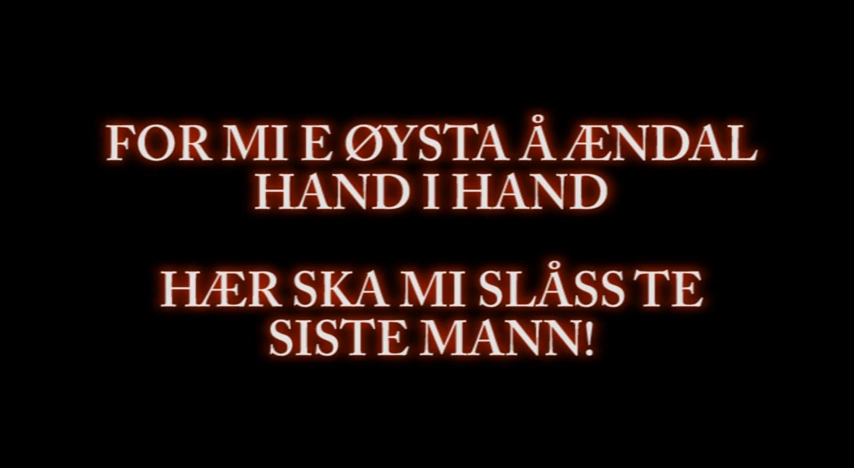 FOR MI E ØYSTA Å ÆNDAL
HAND I HAND
HÆR SKA MI SLÅSS TE
SISTE MANN!